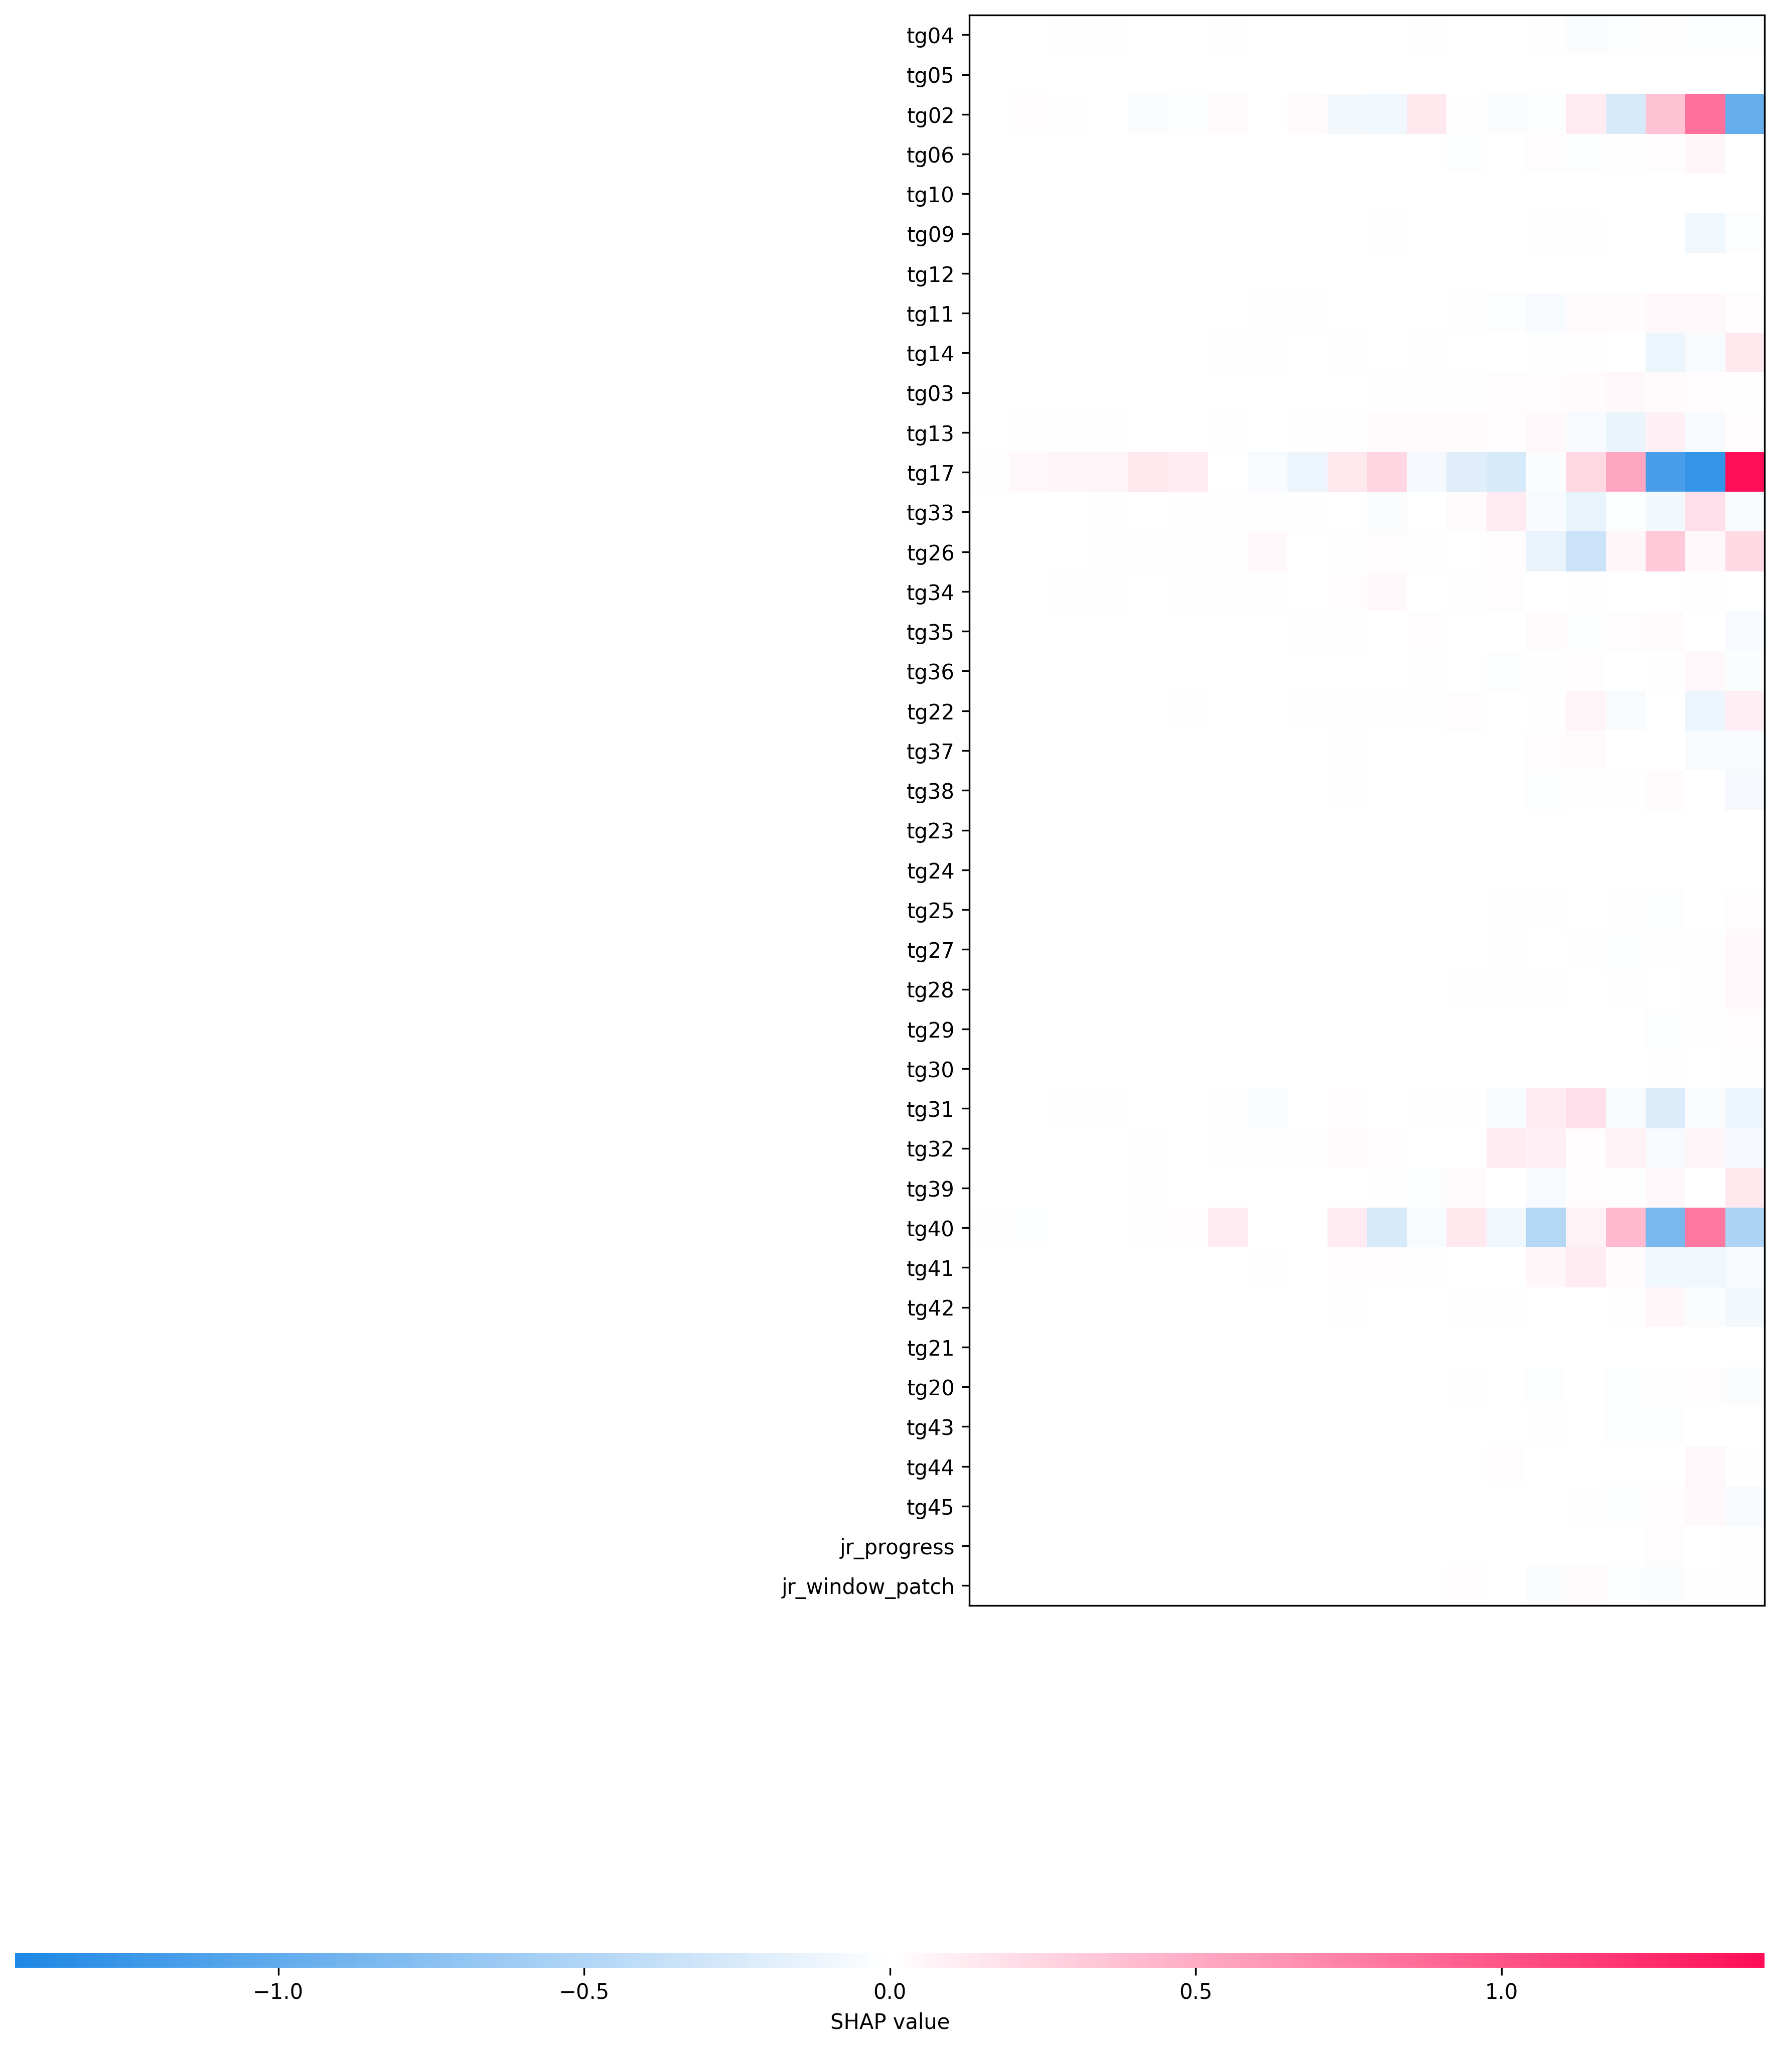 tg04
tg05
tg02
tg06
tg10
tg09
tg12
tg11
tg14
tg03
tg13
tg17
tg33
tg26
tg34
tg35
tg36
tg22
tg37
tg38
tg23
tg24
tg25
tg27
tg28
tg29
tg30
tg31
tg32
tg39
tg40
tg41
tg42
tg21
tg20
tg43
tg44
tg45
jr_progress
jr_window_patch
−1.0 −0.5 0.0 0.5 1.0
SHAP value